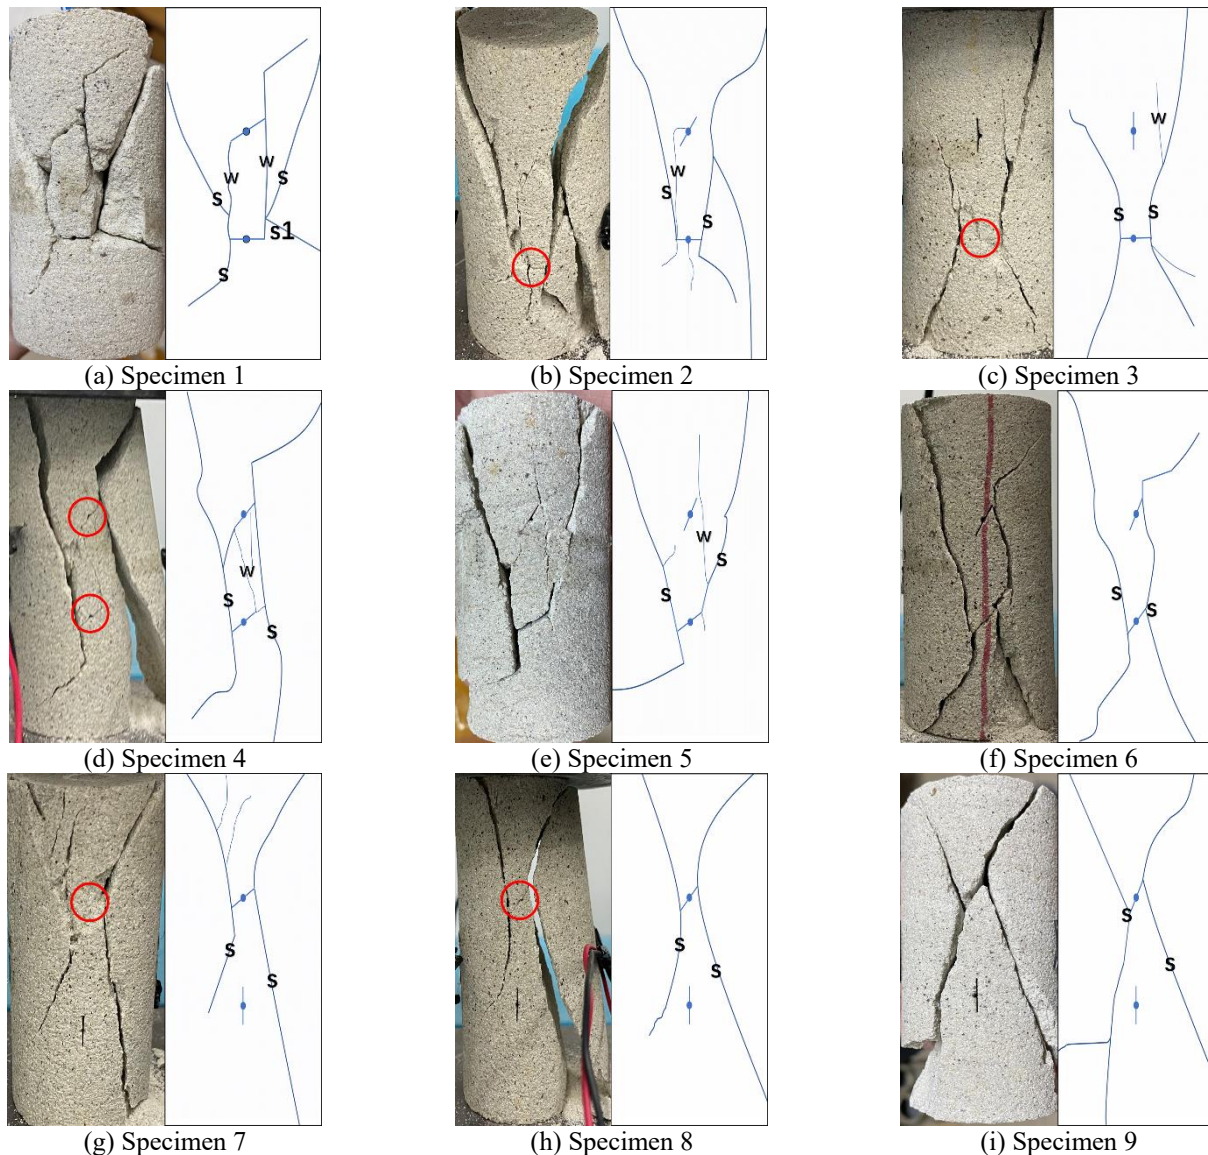 W
W
S
S
S1
S
(a) Specimen 1
W
S
S
(b) Specimen 2
W
S
S
(c) Specimen 3
W
S
S
(d) Specimen 4
W
S
S
(e) Specimen 5
S
S
(f) Specimen 6
S
S
(g) Specimen 7
S
S
(h) Specimen 8
S
S
(i) Specimen 9